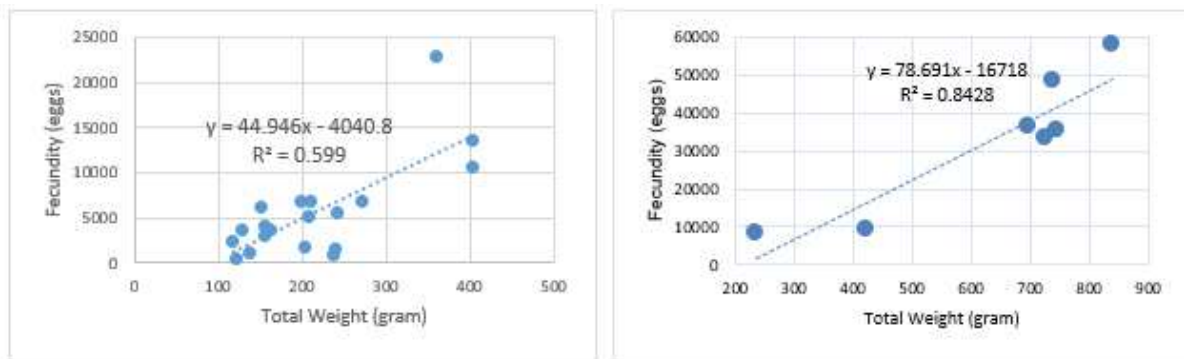 25000
20000
15000
10000
5000
0
Fecundity (eggs)
y = 44.946x - 4040.8
R² = 0.599
0 100 200 300 400 500
Total Weight (gram)
60000
50000
40000
30000
20000
10000
0
Fecundity (eggs)
y = 78.691x - 16718
R² = 0.8428
200 300 400 500 600 700 800 900
Total Weight (gram)